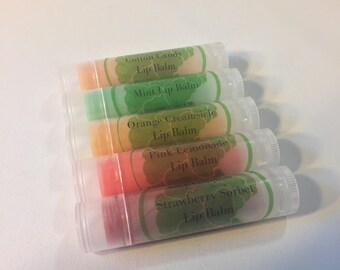 Cotton Candy
Lip Balm
Mint Lip Balm
Orange Creamsicle
Lip Balm
Pink Lemonade
Lip Balm
Strawberry Sorbet
Lip Balm